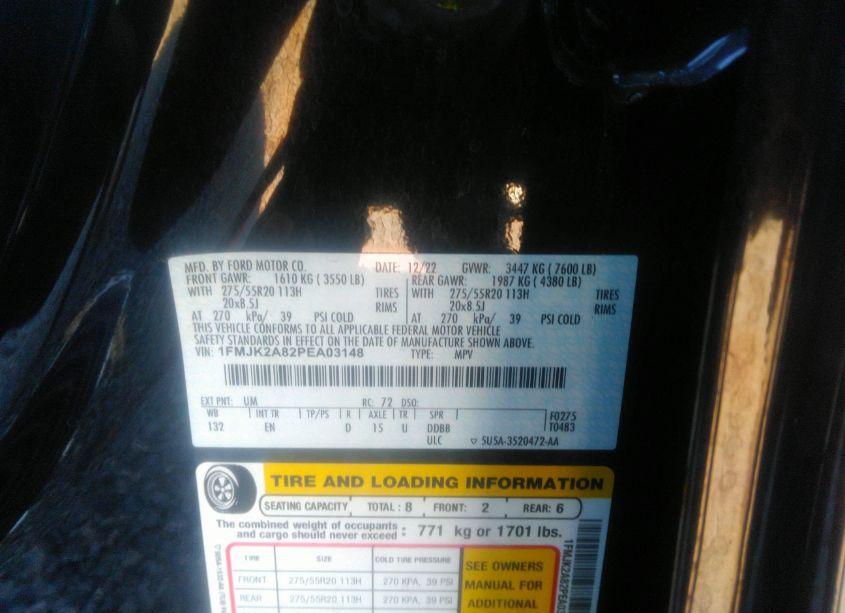 MFD. BY FORD MOTOR CO. DATE: 12/22 GVWR: 3447 KG ( 7600 LB)
FRONT GAWR: 1610 KG ( 3550 LB) REAR GAWR: 1987 KG ( 4380 LB)
WITH 275/55R20 113H TIRES WITH 275/55R20 113H TIRES
20x8.5J RIMS 20x8.5J RIMS
AT 270 kPa/ 39 PSI COLD AT 270 kPa/ 39 PSI COLD
THIS VEHICLE CONFORMS TO ALL APPLICABLE FEDERAL MOTOR VEHICLE
SAFETY STANDARDS IN EFFECT ON THE DATE OF MANUFACTURE SHOWN ABOVE.
VIN: 1FMJK2A82PEA03148 TYPE: MPV
EXT PNT: UM RC: 72 DSO:
WB INT TR TP/PS R AXLE TR SPR F0275
132 EN D 15 U DDBB T0483
ULC 5U5A-3520472-AA
TIRE AND LOADING INFORMATION
SEATING CAPACITY TOTAL : 8 FRONT: 2 REAR: 6
The combined weight of occupants
and cargo should never exceed : 771 kg or 1701 lbs.
TIRE SIZE COLD TIRE PRESSURE SEE OWNERS
FRONT 275/55R20 113H 270 KPA, 39 PSI MANUAL FOR
REAR 275/55R20 113H 270 KPA, 39 PSI ADDITIONAL